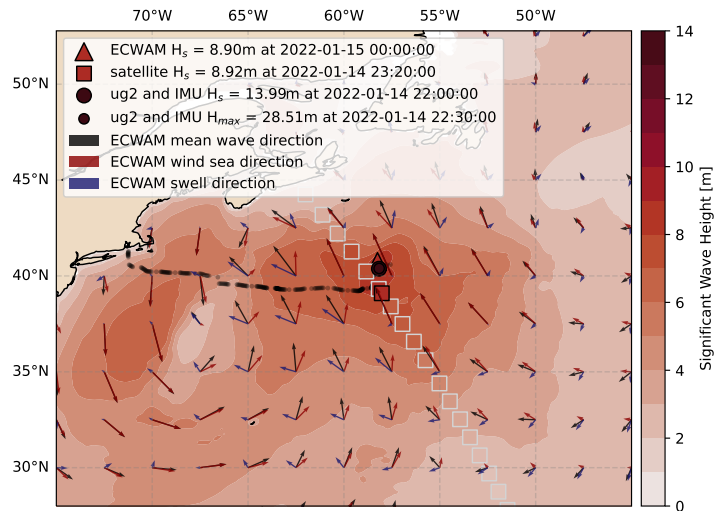 70°W 65°W 60°W 55°W 50°W
50°N
45°N
40°N
35°N
30°N
ECWAM Hₛ = 8.90m at 2022-01-15 00:00:00
satellite Hₛ = 8.92m at 2022-01-14 23:20:00
ug2 and IMU Hₛ = 13.99m at 2022-01-14 22:00:00
ug2 and IMU Hₘₐₓ = 28.51m at 2022-01-14 22:30:00
ECWAM mean wave direction
ECWAM wind sea direction
ECWAM swell direction
14
12
10
8
6
4
2
0
Significant Wave Height [m]